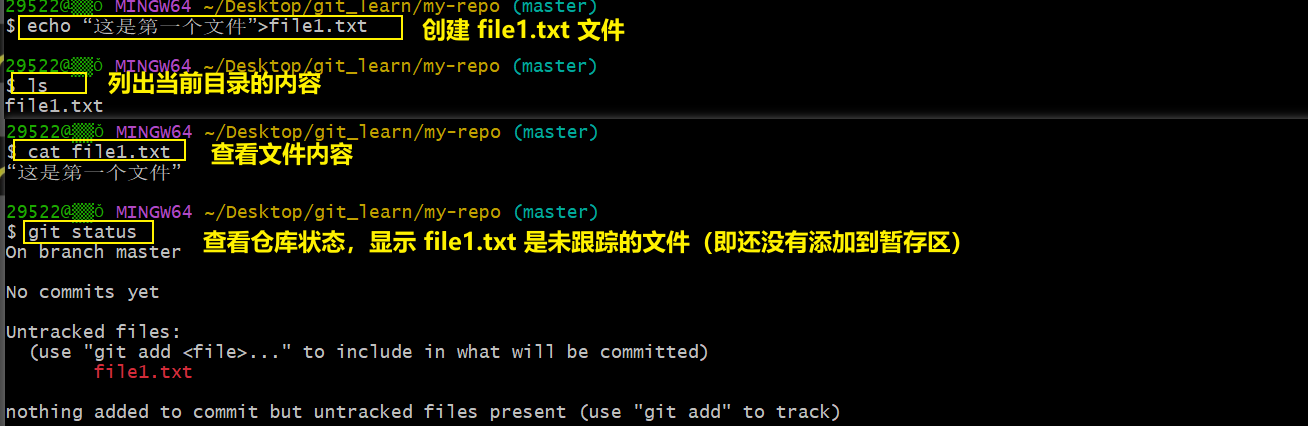 29522@▒▒ǒ MINGW64 ~/Desktop/git_learn/my-repo (master)
$ echo “这是第一个文件”>file1.txt 创建 file1.txt 文件
29522@▒▒ǒ MINGW64 ~/Desktop/git_learn/my-repo (master)
$ ls 列出当前目录的内容
file1.txt
29522@▒▒ǒ MINGW64 ~/Desktop/git_learn/my-repo (master)
$ cat file1.txt 查看文件内容
“这是第一个文件”
29522@▒▒ǒ MINGW64 ~/Desktop/git_learn/my-repo (master)
$ git status 查看仓库状态，显示 file1.txt 是未跟踪的文件（即还没有添加到暂存区）
On branch master
No commits yet
Untracked files:
(use "git add <file>..." to include in what will be committed)
file1.txt
nothing added to commit but untracked files present (use "git add" to track)